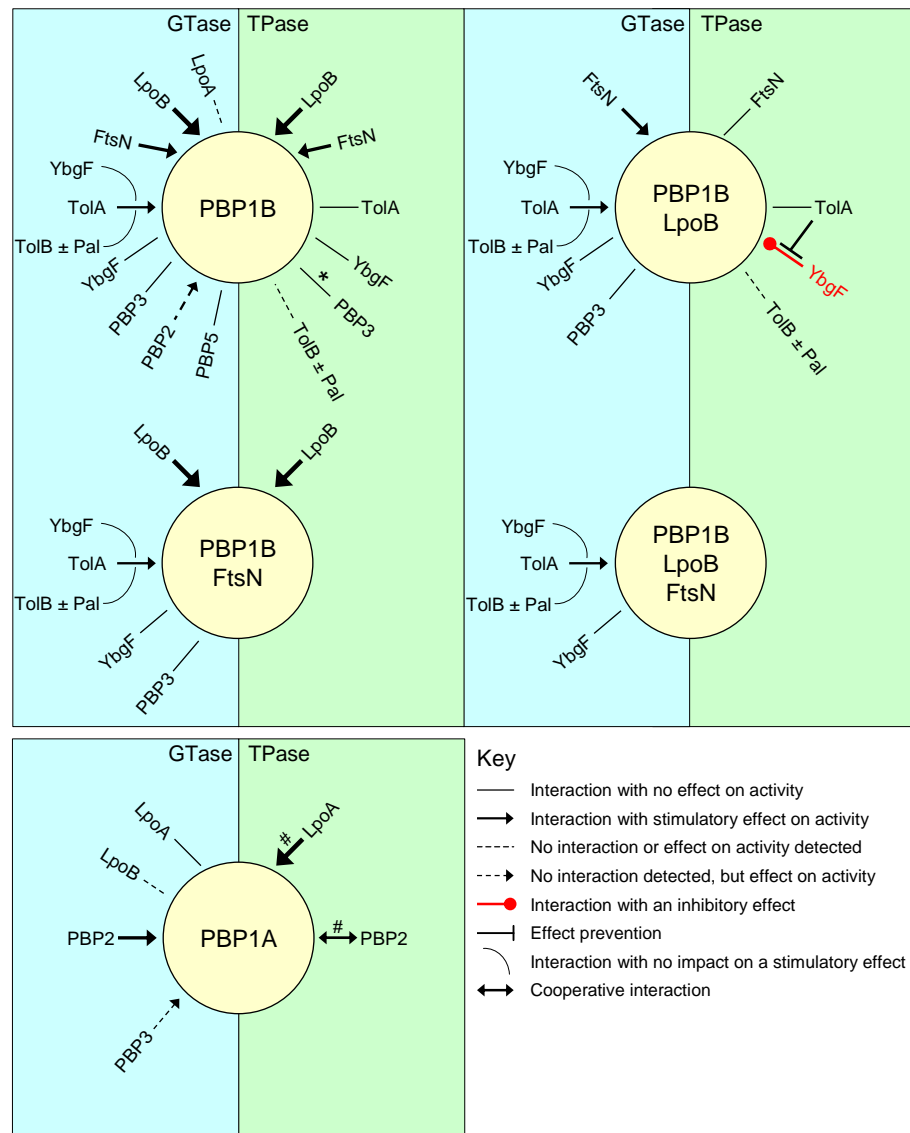 GTase TPase
LpoA
LpoB
LpoB
FtsN
FtsN
YbgF
TolA
TolB ± Pal
PBP1B
TolA
YbgF
PBP3
PBP2
PBP5
YbgF
*
PBP3
TolB ± Pal
LpoB
LpoB
YbgF
TolA
TolB ± Pal
PBP1B
FtsN
YbgF
PBP3
GTase TPase
FtsN
FtsN
YbgF
TolA
TolB ± Pal
PBP1B
LpoB
TolA
YbgF
YbgF
PBP3
TolB ± Pal
YbgF
TolA
TolB ± Pal
PBP1B
LpoB
FtsN
YbgF
GTase TPase
LpoA
#
LpoA
LpoB
PBP2
PBP1A
#
PBP2
PBP3
Key
Interaction with no effect on activity
Interaction with stimulatory effect on activity
No interaction or effect on activity detected
No interaction detected, but effect on activity
Interaction with an inhibitory effect
Effect prevention
Interaction with no impact on a stimulatory effect
Cooperative interaction